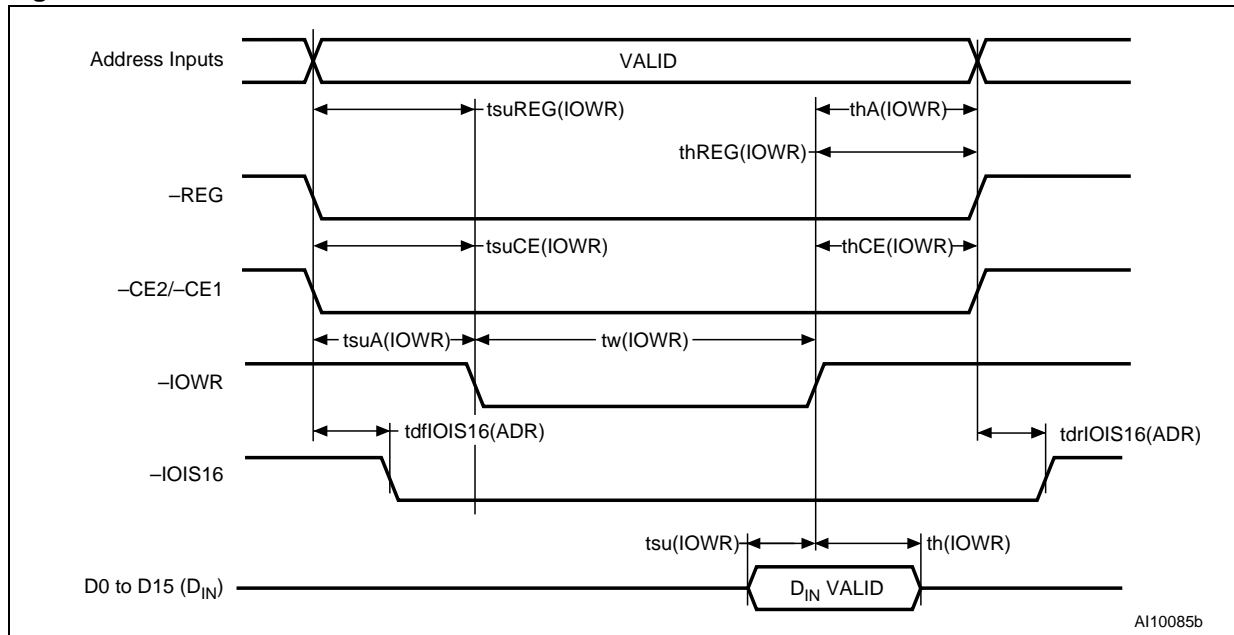 Address Inputs
VALID
tsuREG(IOWR)
thA(IOWR)
thREG(IOWR)
–REG
tsuCE(IOWR)
thCE(IOWR)
–CE2/–CE1
tsuA(IOWR)
tw(IOWR)
–IOWR
tdfIOIS16(ADR)
tdrIOIS16(ADR)
–IOIS16
tsu(IOWR)
th(IOWR)
D0 to D15 (DIN)
DIN VALID
AI10085b